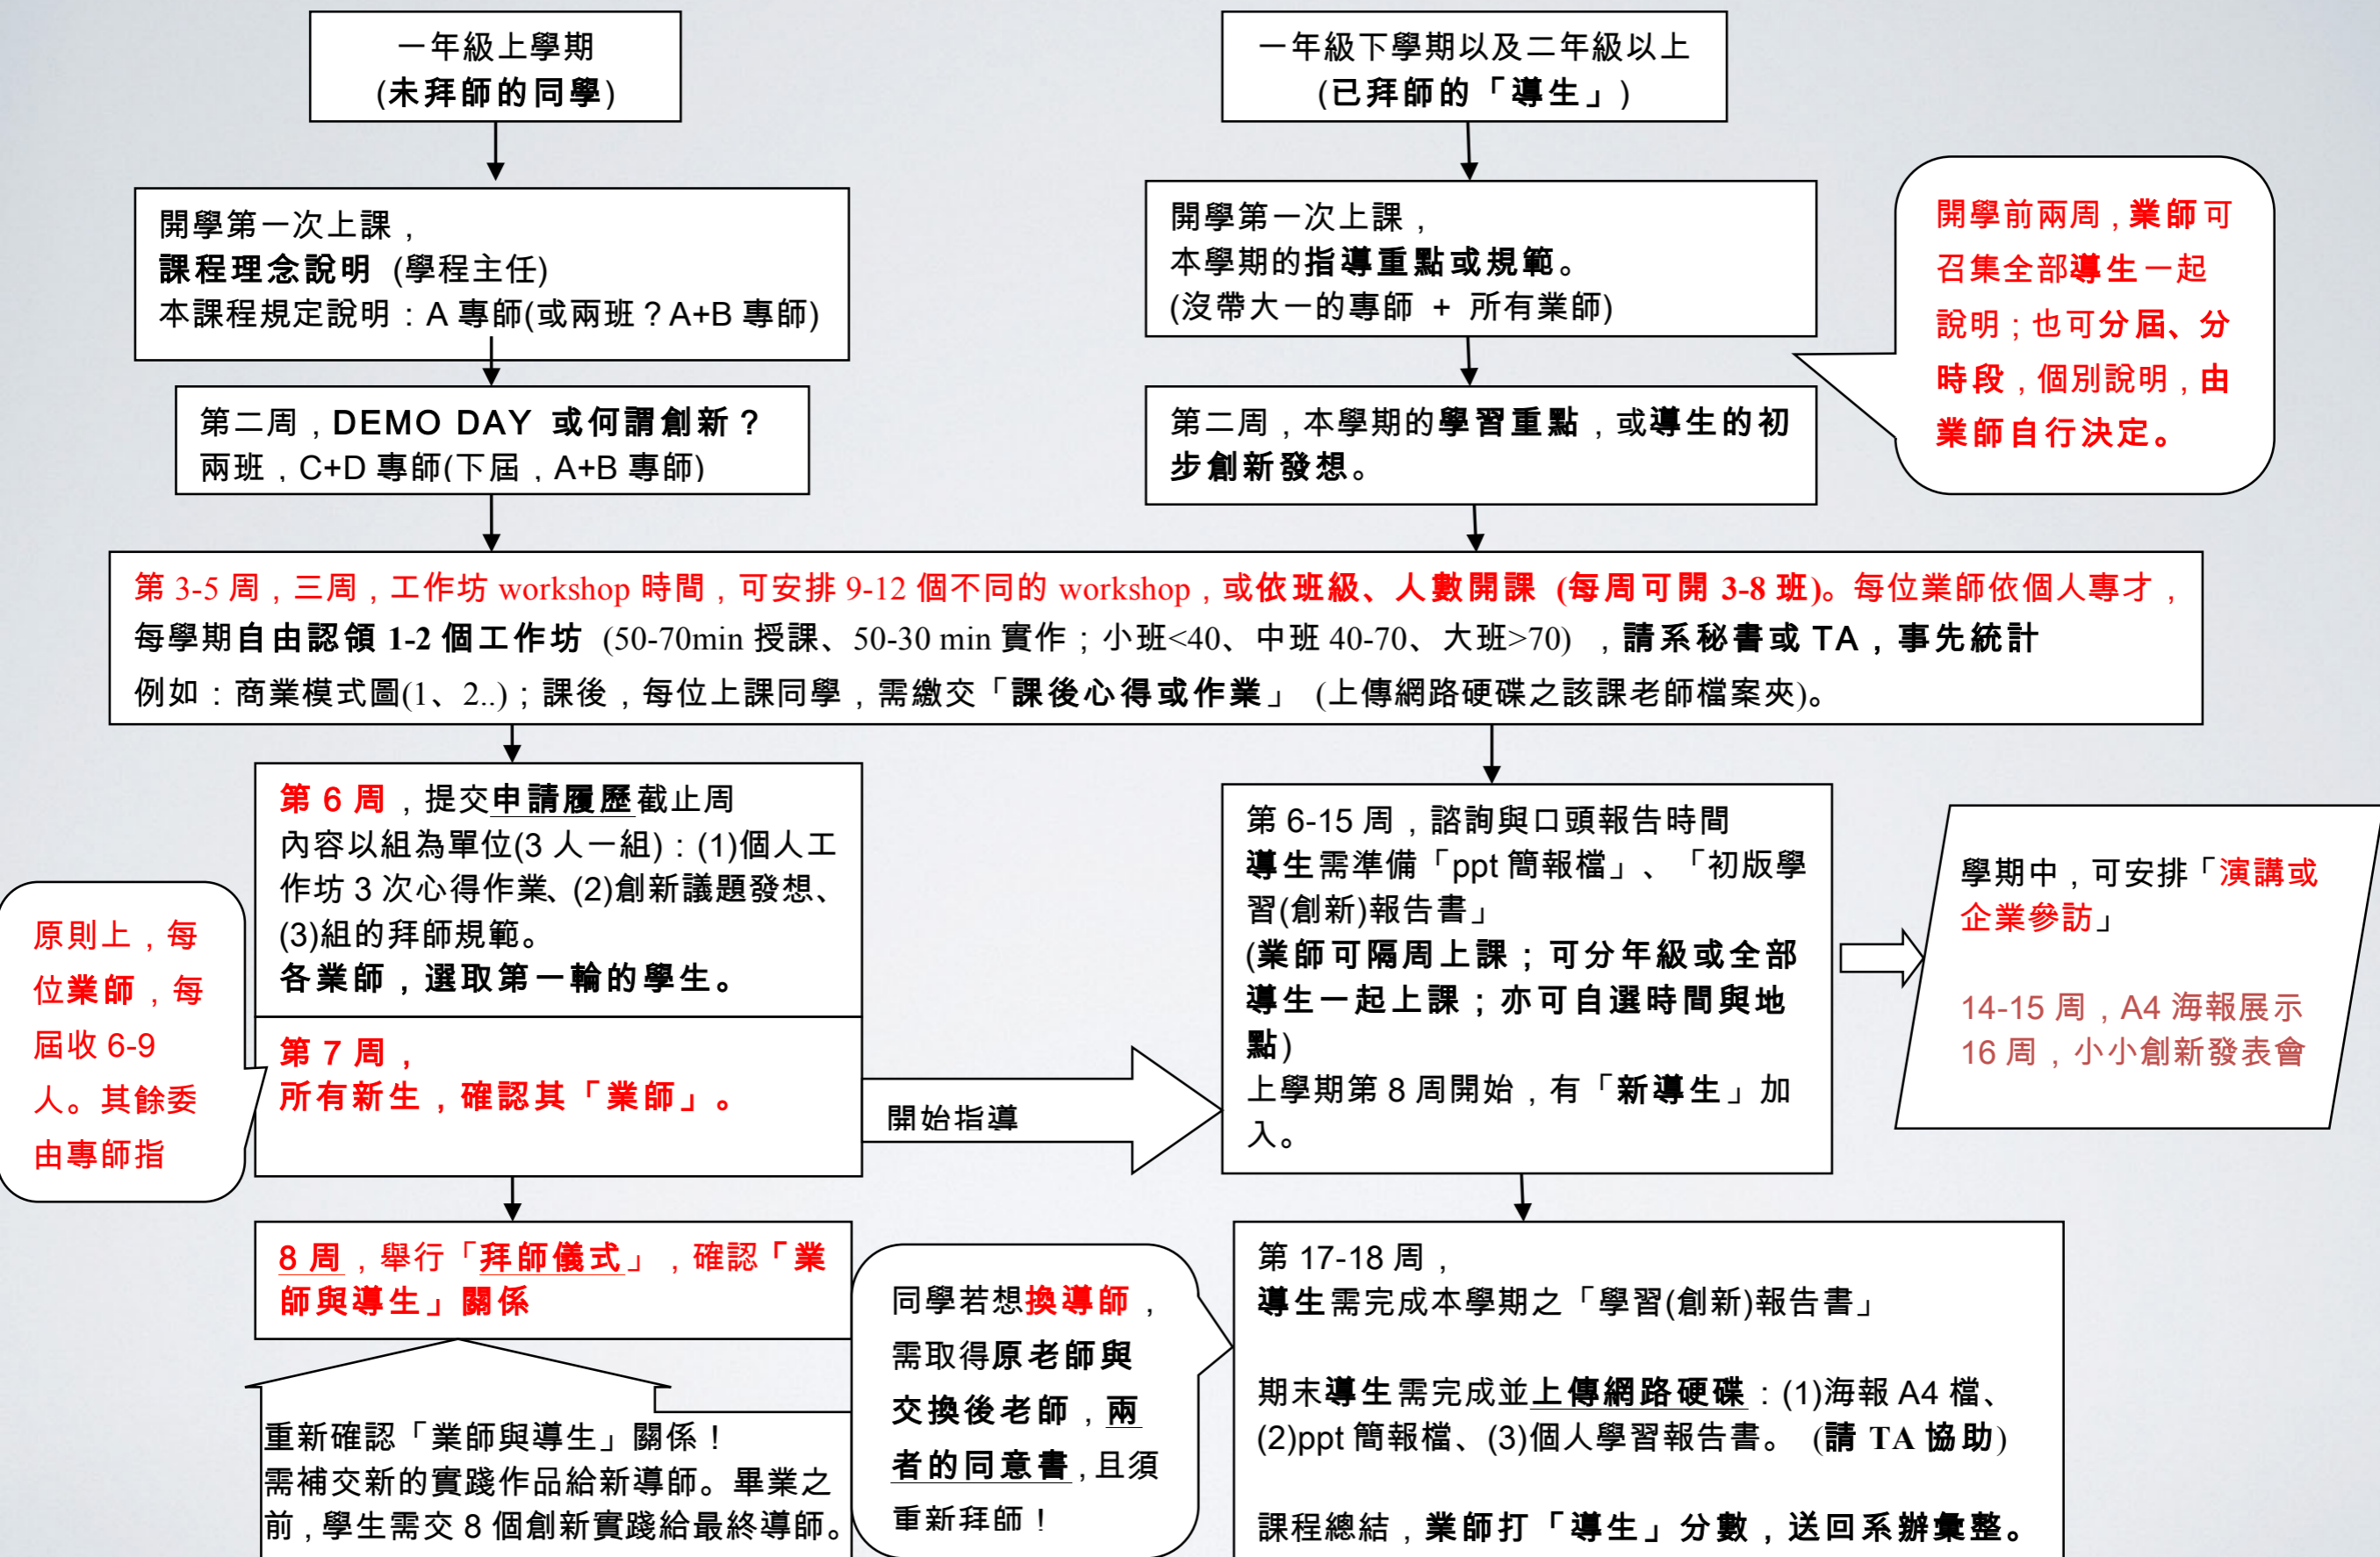 一年級上學期
(未拜師的同學)
一年級下學期以及二年級以上
(已拜師的「導生」)
開學第一次上課，
課程理念說明 (學程主任)
本課程規定說明：A 專師(或兩班？A+B 專師)
開學第一次上課，
本學期的指導重點或規範。
(沒帶大一的專師 + 所有業師)
開學前兩周，業師可
召集全部導生一起
說明；也可分屆、分
時段，個別說明，由
業師自行決定。
第二周，DEMO DAY 或何謂創新？
兩班，C+D 專師(下屆，A+B 專師)
第二周，本學期的學習重點，或導生的初
步創新發想。
第 3-5 周，三周，工作坊 workshop 時間，可安排 9-12 個不同的 workshop，或依班級、人數開課 (每周可開 3-8 班)。每位業師依個人專才，
每學期自由認領 1-2 個工作坊 (50-70min 授課、50-30 min 實作；小班<40、中班 40-70、大班>70) ，請系秘書或 TA，事先統計
例如：商業模式圖(1、2..)；課後，每位上課同學，需繳交「課後心得或作業」 (上傳網路硬碟之該課老師檔案夾)。
第 6 周，提交申請履歷截止周
內容以組為單位(3 人一組)：(1)個人工
作坊 3 次心得作業、(2)創新議題發想、
(3)組的拜師規範。
各業師，選取第一輪的學生。
原則上，每
位業師，每
屆收 6-9
人。其餘委
由專師指
第 7 周，
所有新生，確認其「業師」。
開始指導
第 6-15 周，諮詢與口頭報告時間
導生需準備「ppt 簡報檔」、「初版學
習(創新)報告書」
(業師可隔周上課；可分年級或全部
導生一起上課；亦可自選時間與地
點)
上學期第 8 周開始，有「新導生」加
入。
學期中，可安排「演講或
企業參訪」
14-15 周，A4 海報展示
16 周，小小創新發表會
8 周，舉行「拜師儀式」，確認「業
師與導生」關係
重新確認「業師與導生」關係！
需補交新的實踐作品給新導師。畢業之
前，學生需交 8 個創新實踐給最終導師。
同學若想換導師，
需取得原老師與
交換後老師，兩
者的同意書，且須
重新拜師！
第 17-18 周，
導生需完成本學期之「學習(創新)報告書」
期末導生需完成並上傳網路硬碟：(1)海報 A4 檔、
(2)ppt 簡報檔、(3)個人學習報告書。 (請 TA 協助)
課程總結，業師打「導生」分數，送回系辦彙整。